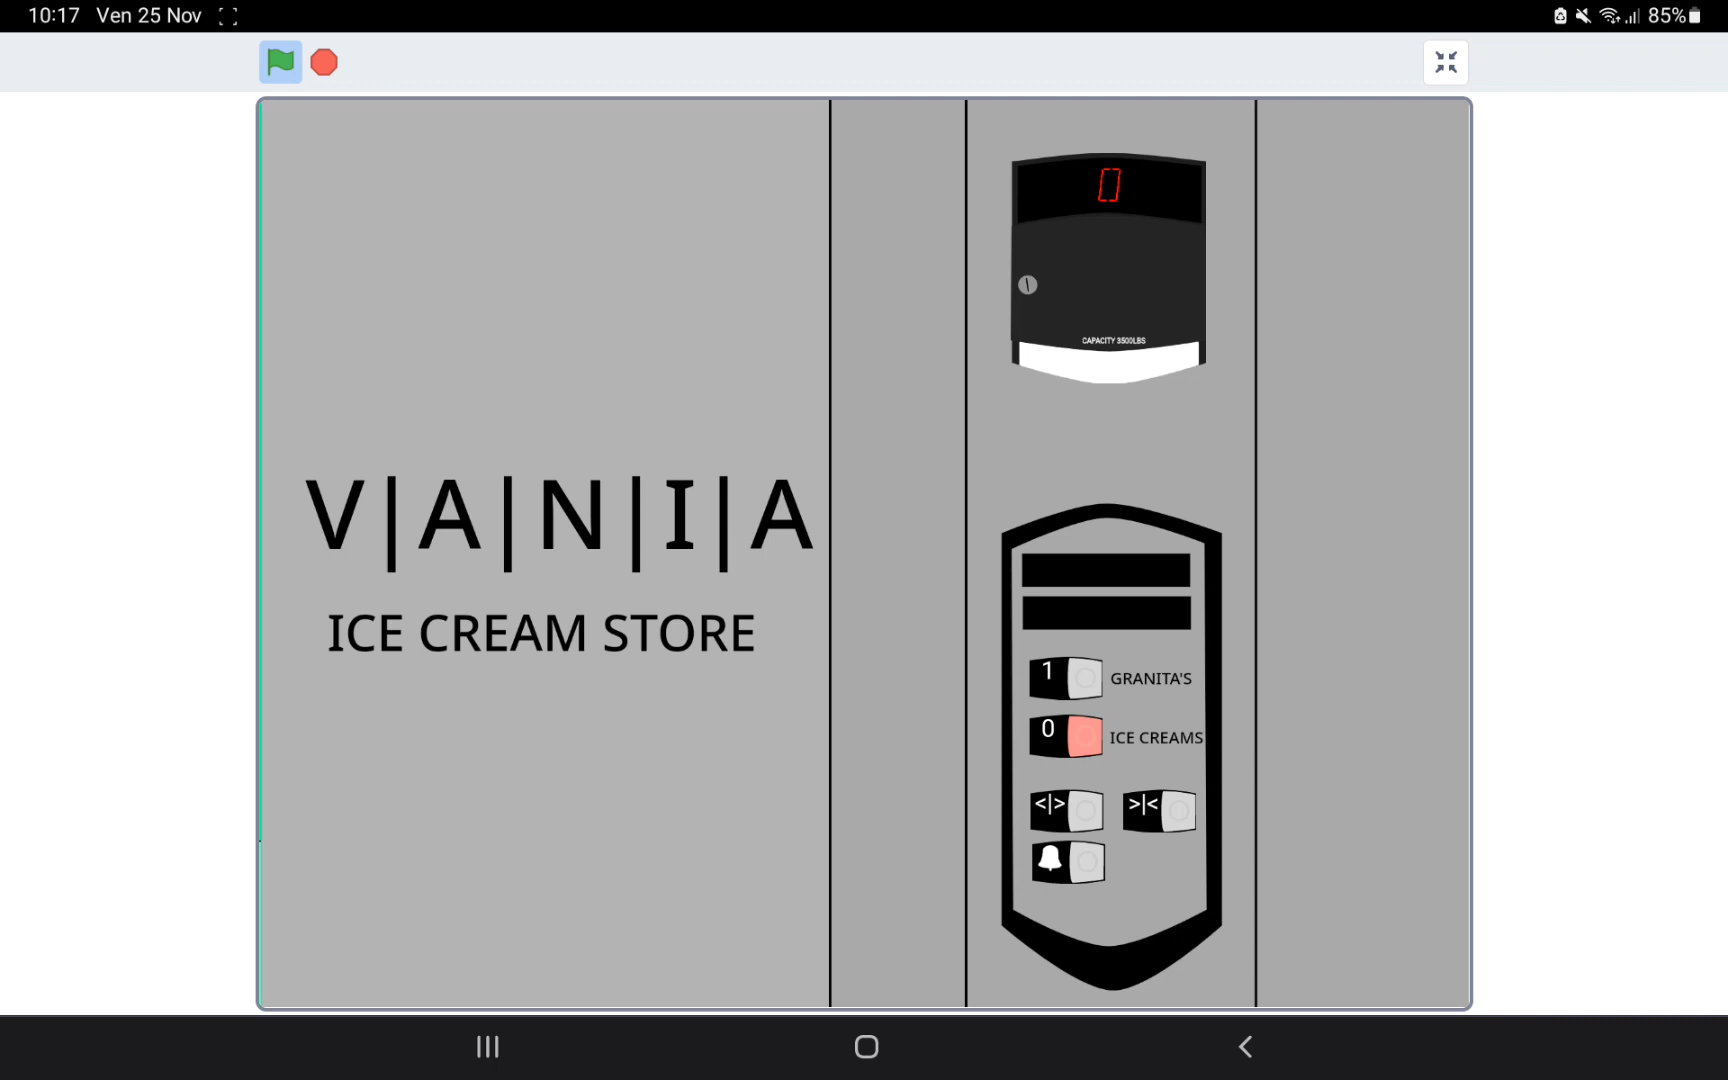 10:17 Ven 25 Nov 85%
0
CAPACITY 3500LBS
V|A|N|I|A
ICE CREAM STORE
1 GRANITA'S
0 ICE CREAMS
<|> >|<